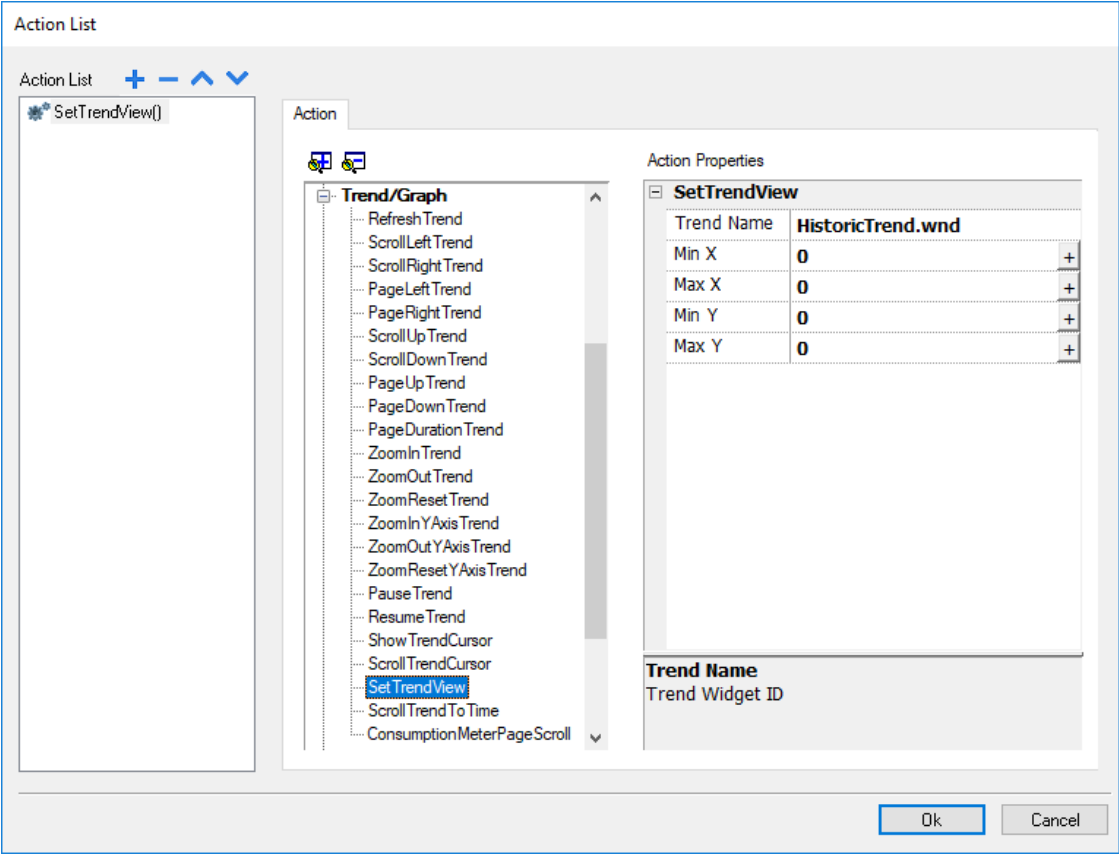 Action List
Action List
SetTrendView()
Action
Trend/Graph
RefreshTrend
ScrollLeftTrend
ScrollRightTrend
PageLeftTrend
PageRightTrend
ScrollUpTrend
ScrollDownTrend
PageUpTrend
PageDownTrend
PageDurationTrend
ZoomInTrend
ZoomOutTrend
ZoomResetTrend
ZoomInYAxisTrend
ZoomOutYAxisTrend
ZoomResetYAxisTrend
PauseTrend
ResumeTrend
ShowTrendCursor
ScrollTrendCursor
SetTrendView
ScrollTrendToTime
ConsumptionMeterPageScroll
Action Properties
SetTrendView
Trend Name HistoricTrend.wnd
Min X 0 +
Max X 0 +
Min Y 0 +
Max Y 0 +
Trend Name
Trend Widget ID
Ok Cancel